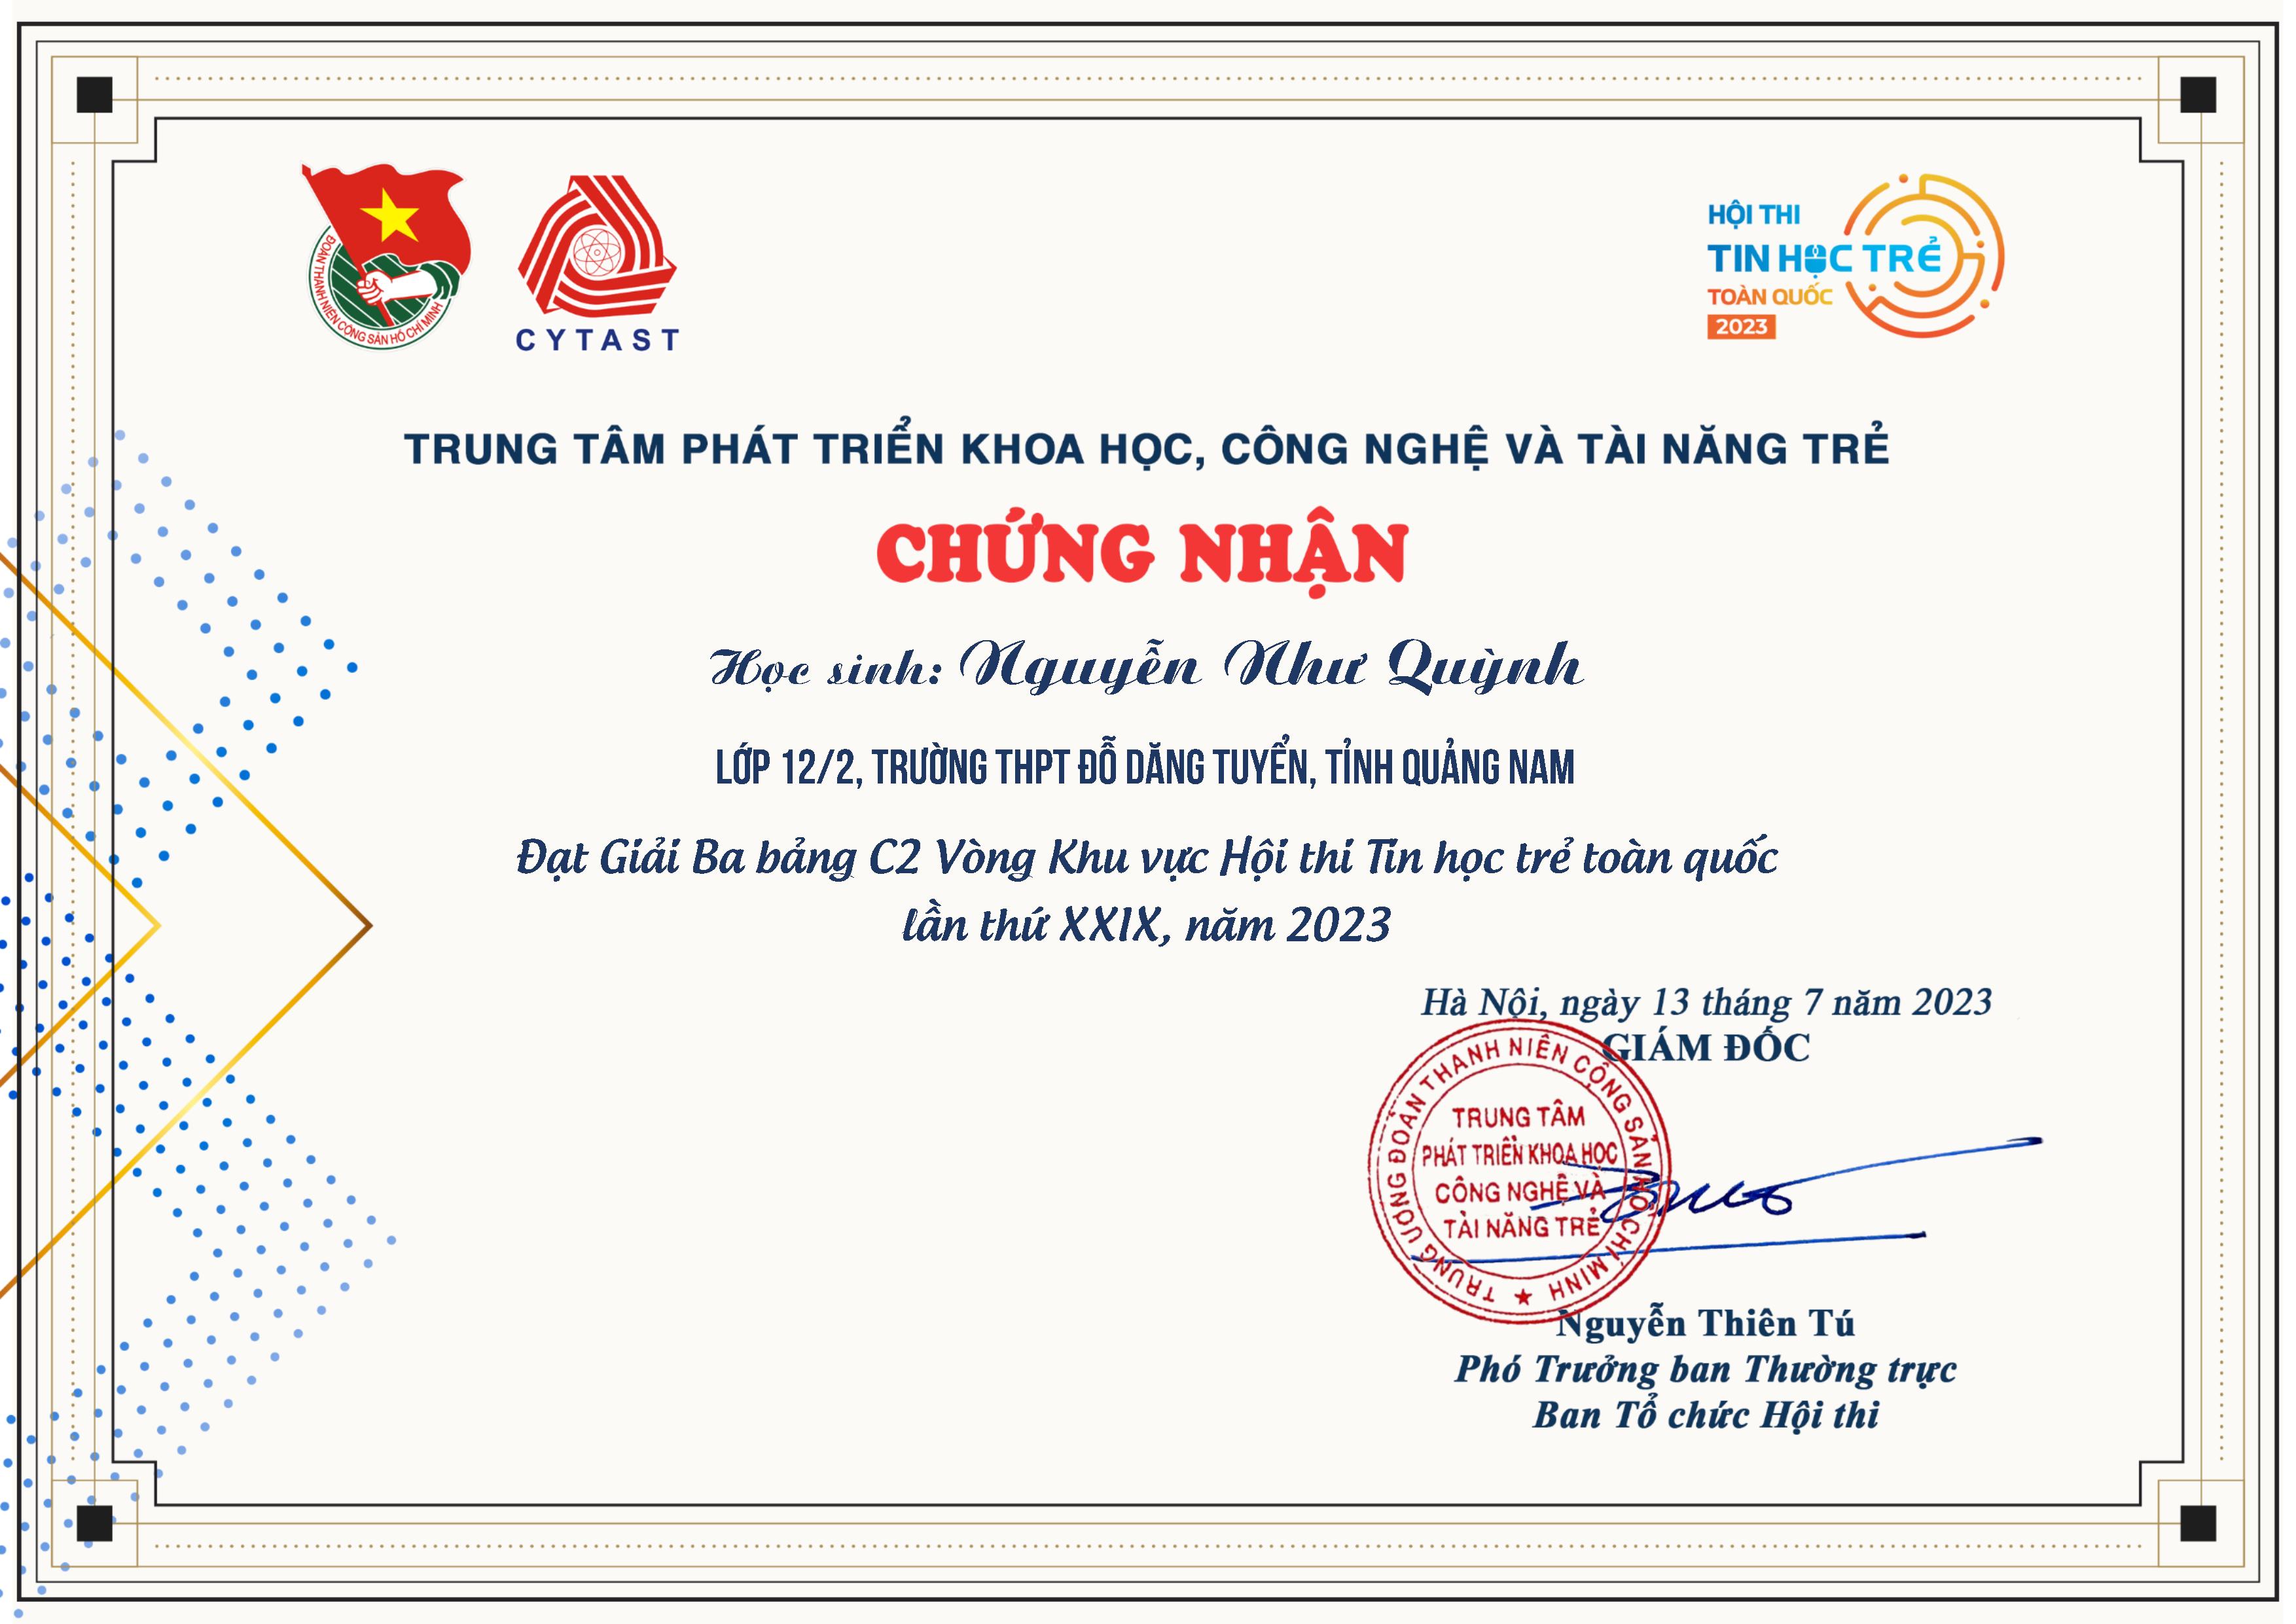 ĐOÀN THANH NIÊN CỘNG SẢN HỒ CHÍ MINH
CYTAST
HỘI THI
TIN HỌC TRẺ
TOÀN QUỐC
2023
TRUNG TÂM PHÁT TRIỂN KHOA HỌC, CÔNG NGHỆ VÀ TÀI NĂNG TRẺ
CHỨNG NHẬN
Học sinh: Nguyễn Như Quỳnh
LỚP 12/2, TRƯỜNG THPT ĐỖ DĂNG TUYỂN, TỈNH QUẢNG NAM
Đạt Giải Ba bảng C2 Vòng Khu vực Hội thi Tin học trẻ toàn quốc
lần thứ XXIX, năm 2023
Hà Nội, ngày 13 tháng 7 năm 2023
GIÁM ĐỐC
TRUNG ƯƠNG ĐOÀN THANH NIÊN CỘNG SẢN HỒ CHÍ MINH
TRUNG TÂM
PHÁT TRIỂN KHOA HỌC
CÔNG NGHỆ VÀ
TÀI NĂNG TRẺ
Nguyễn Thiên Tú
Phó Trưởng ban Thường trực
Ban Tổ chức Hội thi